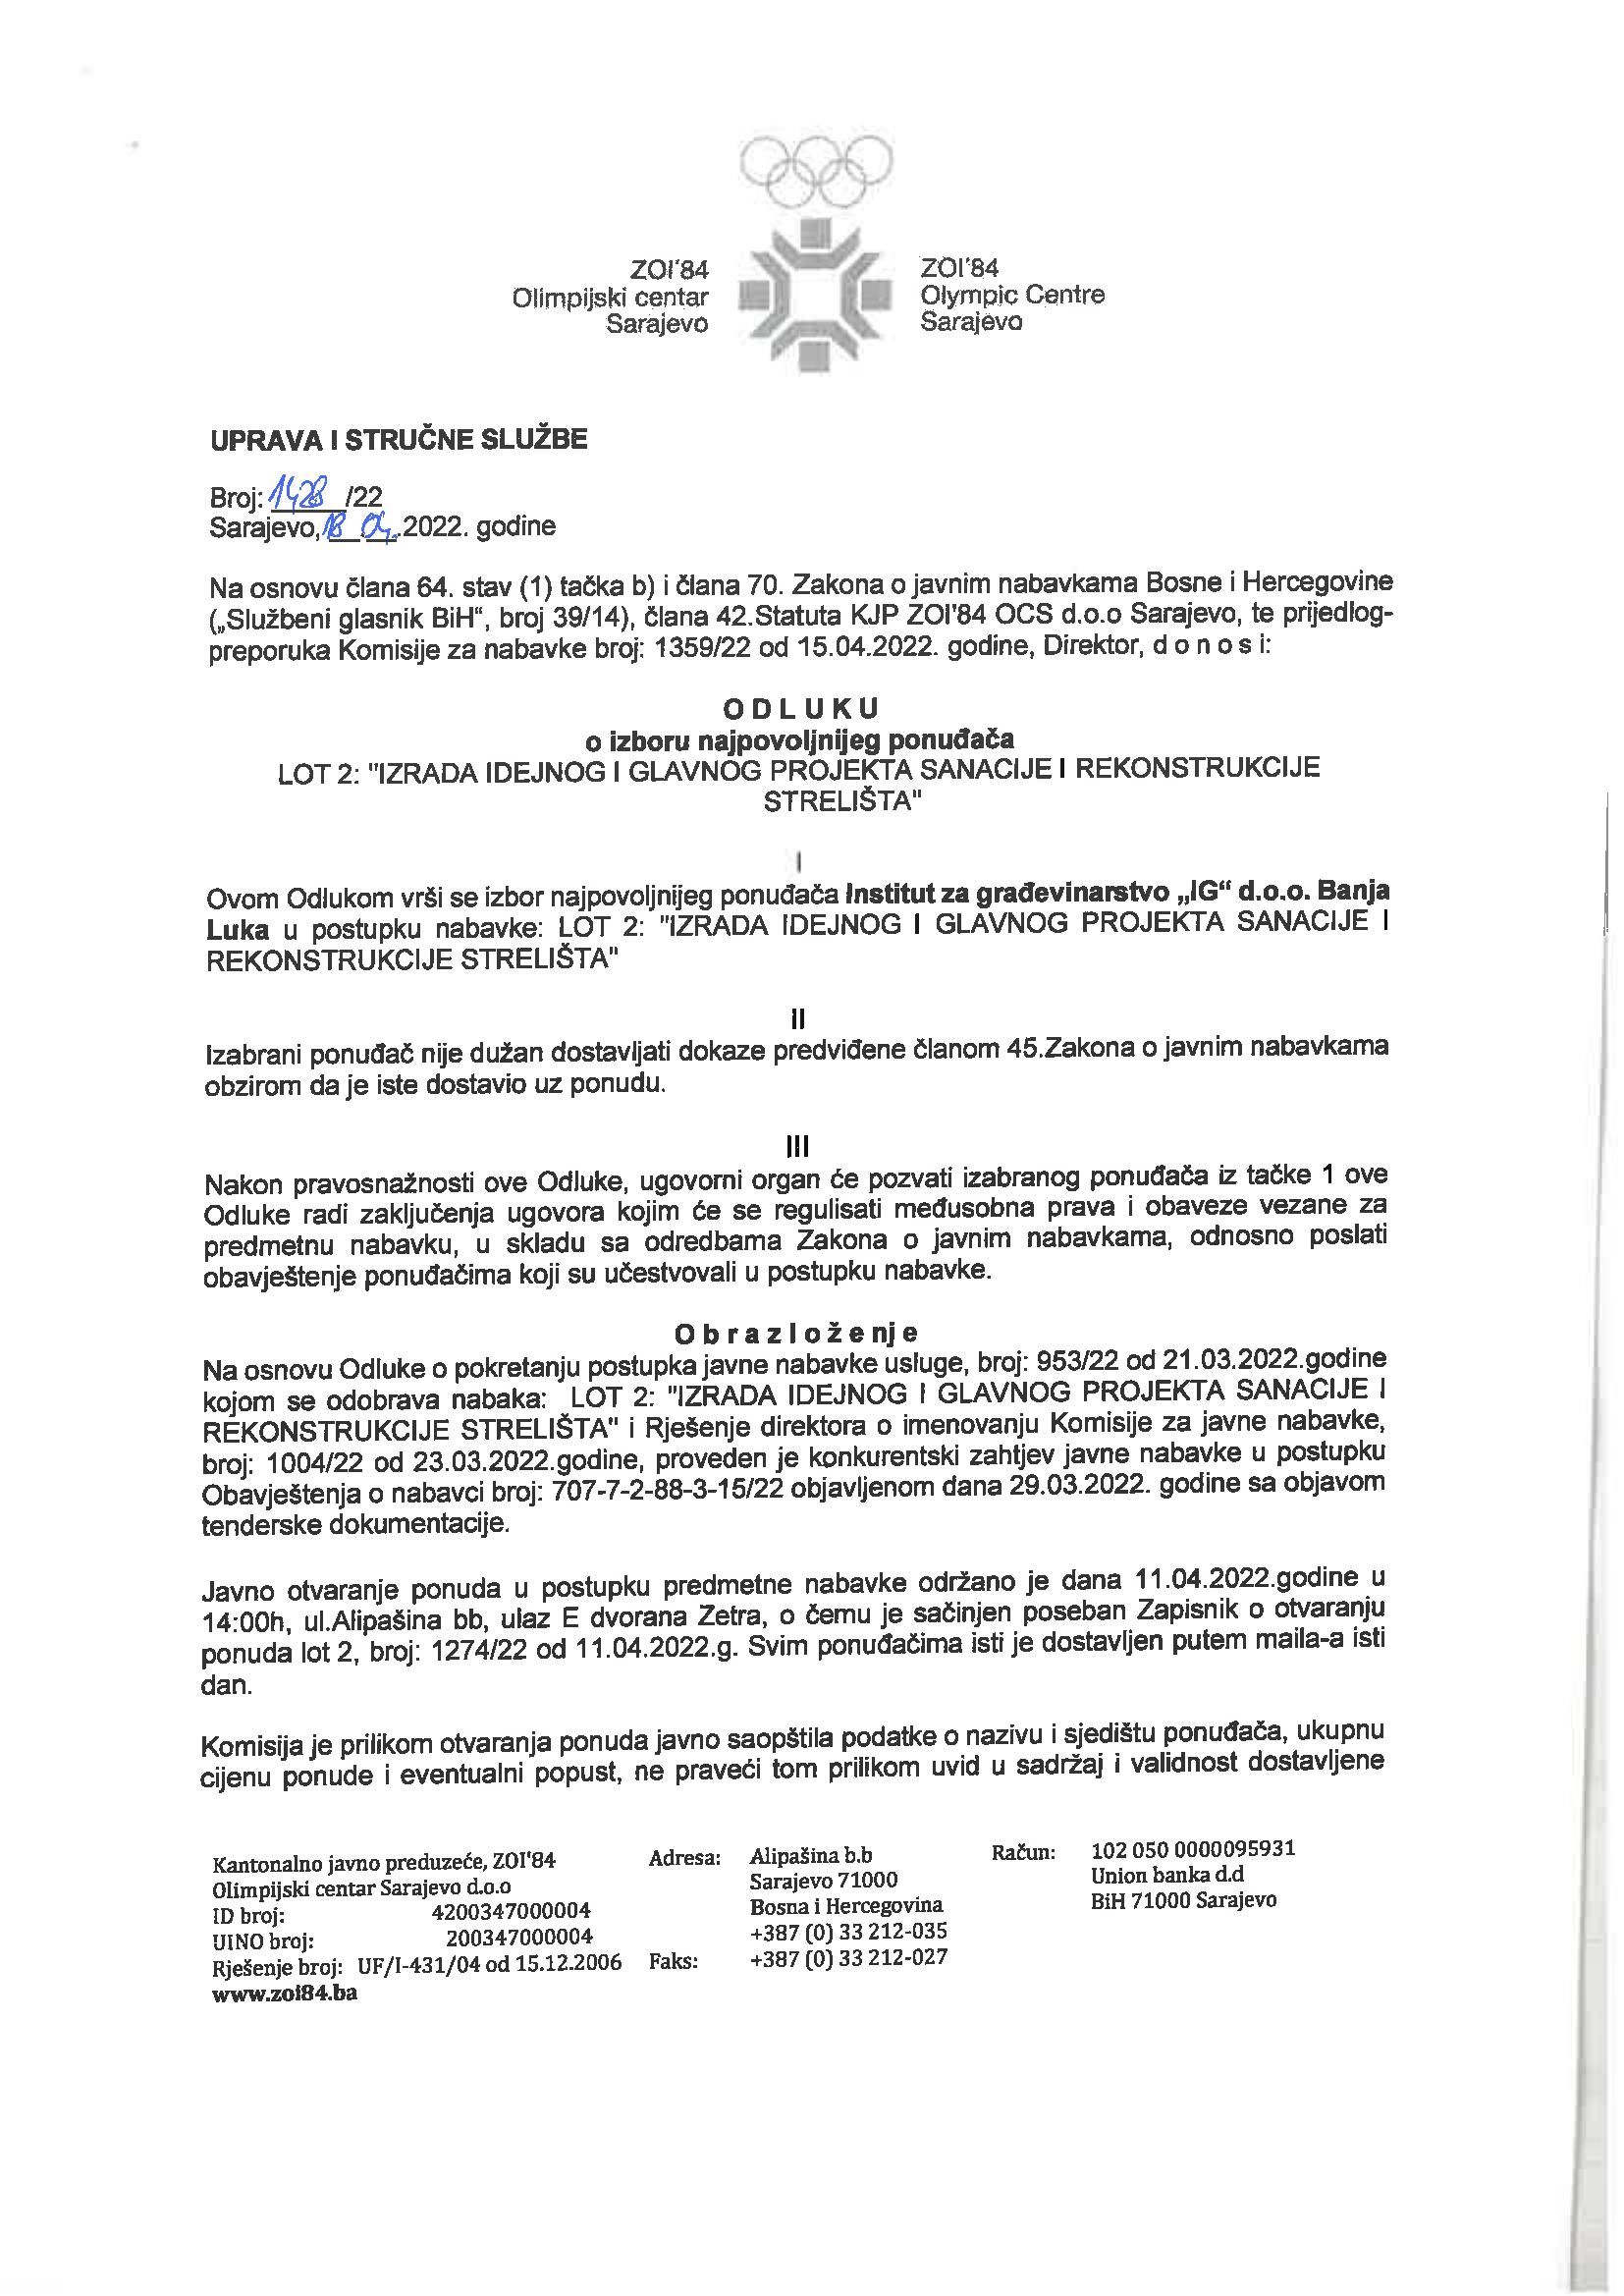 ZOI'84
Olimpijski centar
Sarajevo
ZOI'84
Olympic Centre
Sarajevo
UPRAVA I STRUČNE SLUŽBE
Broj: 1428 /22
Sarajevo, 18 04. .2022. godine
Na osnovu člana 64. stav (1) tačka b) i člana 70. Zakona o javnim nabavkama Bosne i Hercegovine
(„Službeni glasnik BiH“, broj 39/14), člana 42.Statuta KJP ZOI'84 OCS d.o.o Sarajevo, te prijedlog-
preporuka Komisije za nabavke broj: 1359/22 od 15.04.2022. godine, Direktor, d o n o s i:
O D L U K U
o izboru najpovoljnijeg ponuđača
LOT 2: "IZRADA IDEJNOG I GLAVNOG PROJEKTA SANACIJE I REKONSTRUKCIJE
STRELIŠTA"
I
Ovom Odlukom vrši se izbor najpovoljnijeg ponuđača Institut za građevinarstvo „IG“ d.o.o. Banja
Luka u postupku nabavke: LOT 2: "IZRADA IDEJNOG I GLAVNOG PROJEKTA SANACIJE I
REKONSTRUKCIJE STRELIŠTA"
II
Izabrani ponuđač nije dužan dostavljati dokaze predviđene članom 45.Zakona o javnim nabavkama
obzirom da je iste dostavio uz ponudu.
III
Nakon pravosnažnosti ove Odluke, ugovorni organ će pozvati izabranog ponuđača iz tačke 1 ove
Odluke radi zaključenja ugovora kojim će se regulisati međusobna prava i obaveze vezane za
predmetnu nabavku, u skladu sa odredbama Zakona o javnim nabavkama, odnosno poslati
obavještenje ponuđačima koji su učestvovali u postupku nabavke.
O b r a z l o ž e nj e
Na osnovu Odluke o pokretanju postupka javne nabavke usluge, broj: 953/22 od 21.03.2022.godine
kojom se odobrava nabaka: LOT 2: "IZRADA IDEJNOG I GLAVNOG PROJEKTA SANACIJE I
REKONSTRUKCIJE STRELIŠTA" i Rješenje direktora o imenovanju Komisije za javne nabavke,
broj: 1004/22 od 23.03.2022.godine, proveden je konkurentski zahtjev javne nabavke u postupku
Obavještenja o nabavci broj: 707-7-2-88-3-15/22 objavljenom dana 29.03.2022. godine sa objavom
tenderske dokumentacije.
Javno otvaranje ponuda u postupku predmetne nabavke održano je dana 11.04.2022.godine u
14:00h, ul.Alipašina bb, ulaz E dvorana Zetra, o čemu je sačinjen poseban Zapisnik o otvaranju
ponuda lot 2, broj: 1274/22 od 11.04.2022.g. Svim ponuđačima isti je dostavljen putem maila-a isti
dan.
Komisija je prilikom otvaranja ponuda javno saopštila podatke o nazivu i sjedištu ponuđača, ukupnu
cijenu ponude i eventualni popust, ne praveći tom prilikom uvid u sadržaj i validnost dostavljene
Kantonalno javno preduzeće, ZOI'84
Olimpijski centar Sarajevo d.o.o
ID broj: 4200347000004
UINO broj: 200347000004
Rješenje broj: UF/I-431/04 od 15.12.2006
www.zoi84.ba
Adresa: Alipašina b.b
Sarajevo 71000
Bosna i Hercegovina
+387 (0) 33 212-035
Faks: +387 (0) 33 212-027
Račun: 102 050 0000095931
Union banka d.d
BiH 71000 Sarajevo